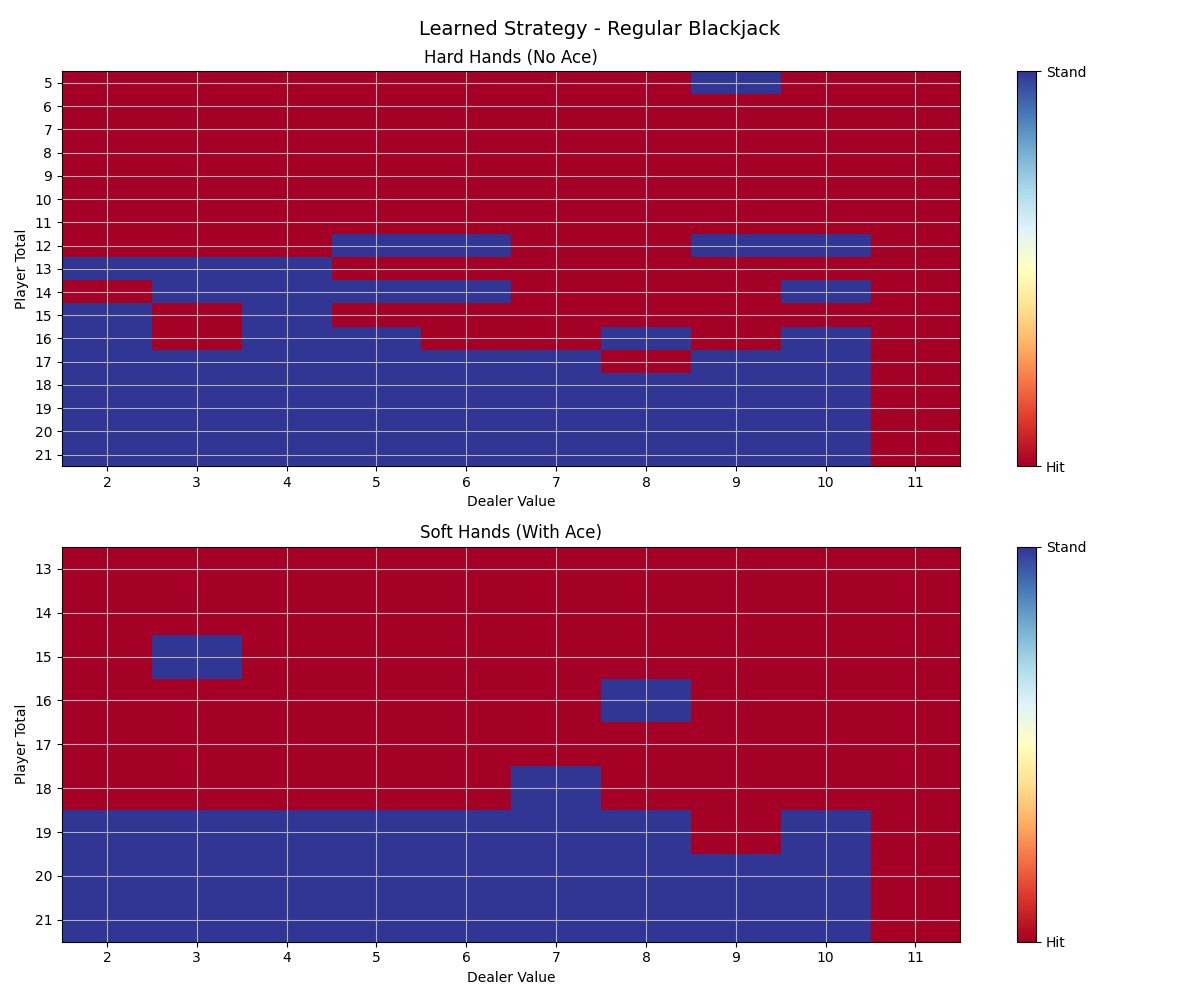 Learned Strategy - Regular Blackjack
Hard Hands (No Ace)
Player Total
5
6
7
8
9
10
11
12
13
14
15
16
17
18
19
20
21
2 3 4 5 6 7 8 9 10 11
Dealer Value
Stand
Hit
Soft Hands (With Ace)
Player Total
13
14
15
16
17
18
19
20
21
2 3 4 5 6 7 8 9 10 11
Dealer Value
Stand
Hit